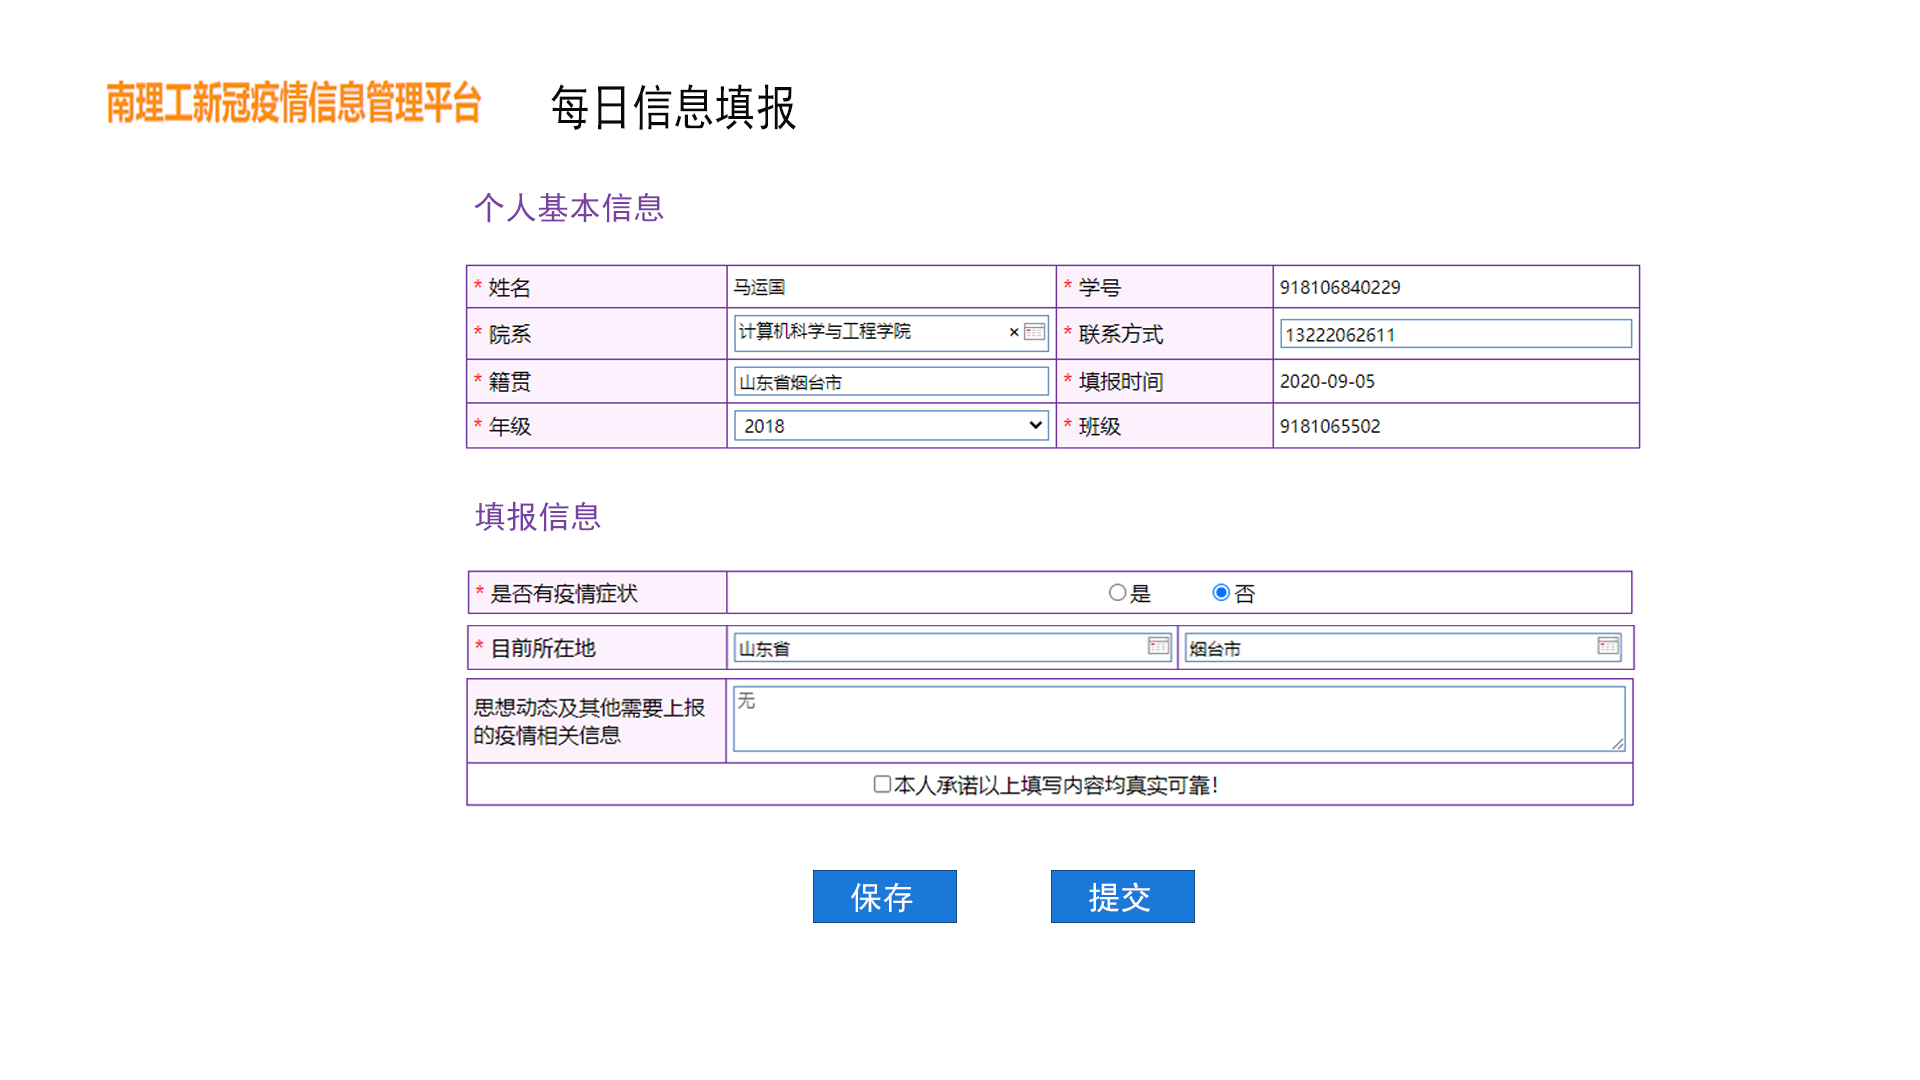 南理工新冠疫情信息管理平台 每日信息填报
个人基本信息
* 姓名 马运国 * 学号 918106840229
* 院系 计算机科学与工程学院 × * 联系方式 13222062611
* 籍贯 山东省烟台市 * 填报时间 2020-09-05
* 年级 2018 * 班级 9181065502
填报信息
* 是否有疫情症状 是 否
* 目前所在地 山东省 烟台市
思想动态及其他需要上报
的疫情相关信息
无
本人承诺以上填写内容均真实可靠!
保存 提交